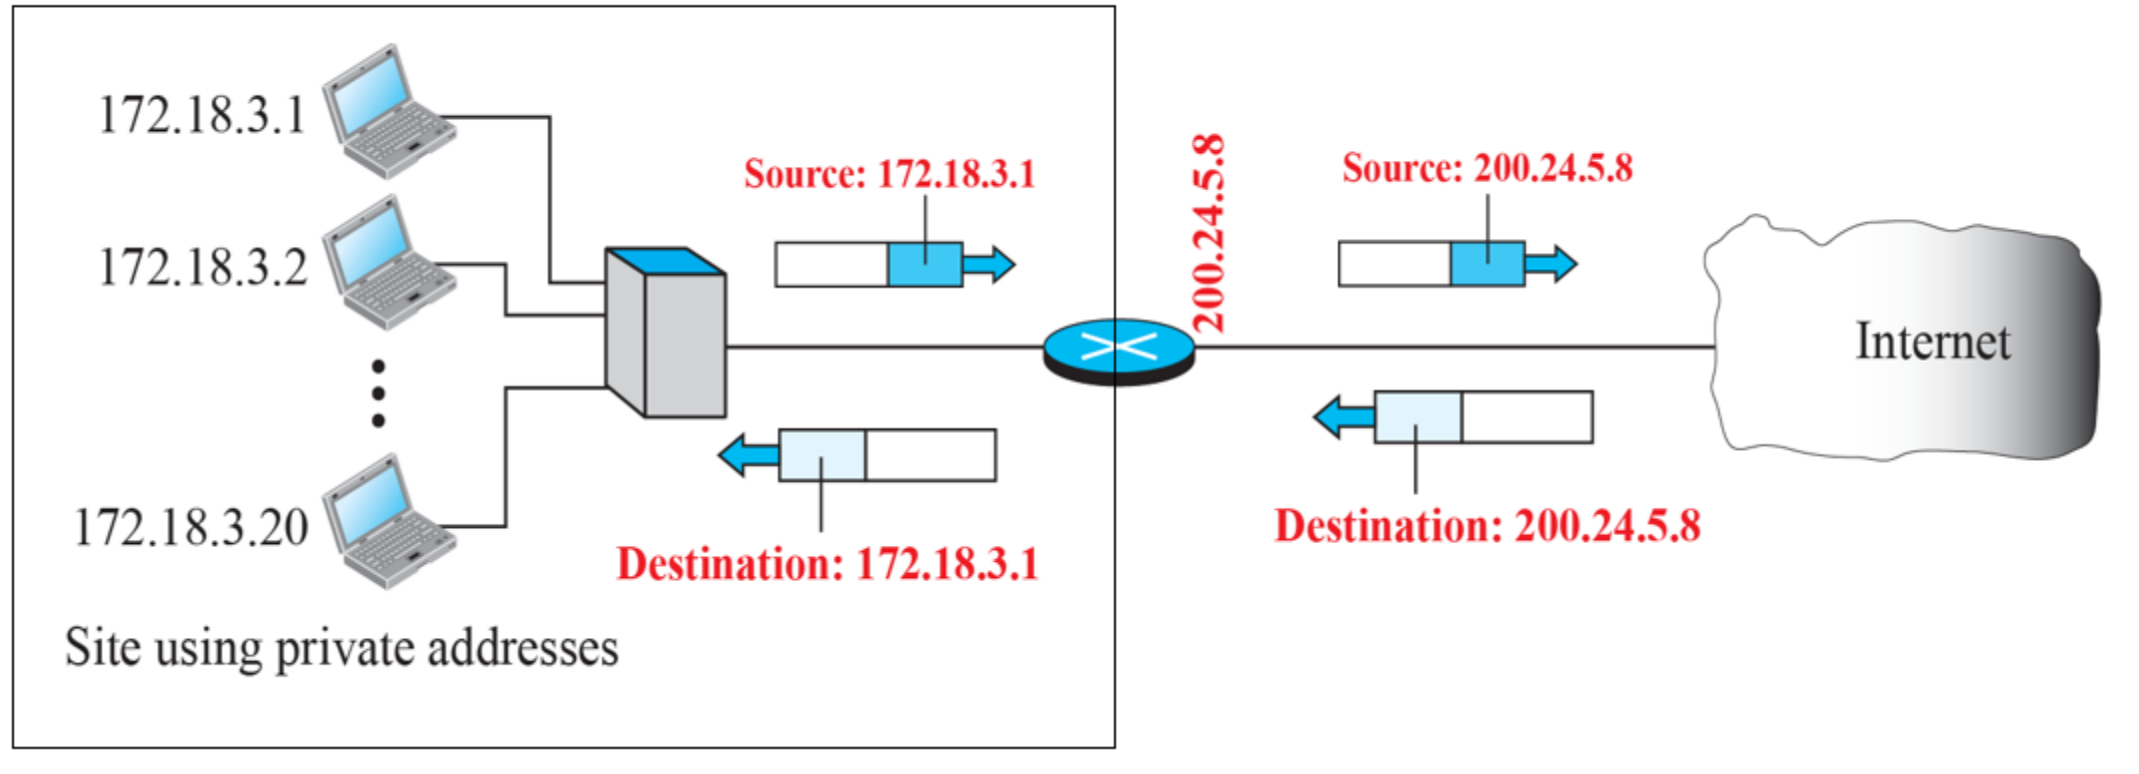 172.18.3.1
Source: 172.18.3.1
200.24.5.8
Source: 200.24.5.8
172.18.3.2
Internet
172.18.3.20
Destination: 172.18.3.1
Destination: 200.24.5.8
Site using private addresses